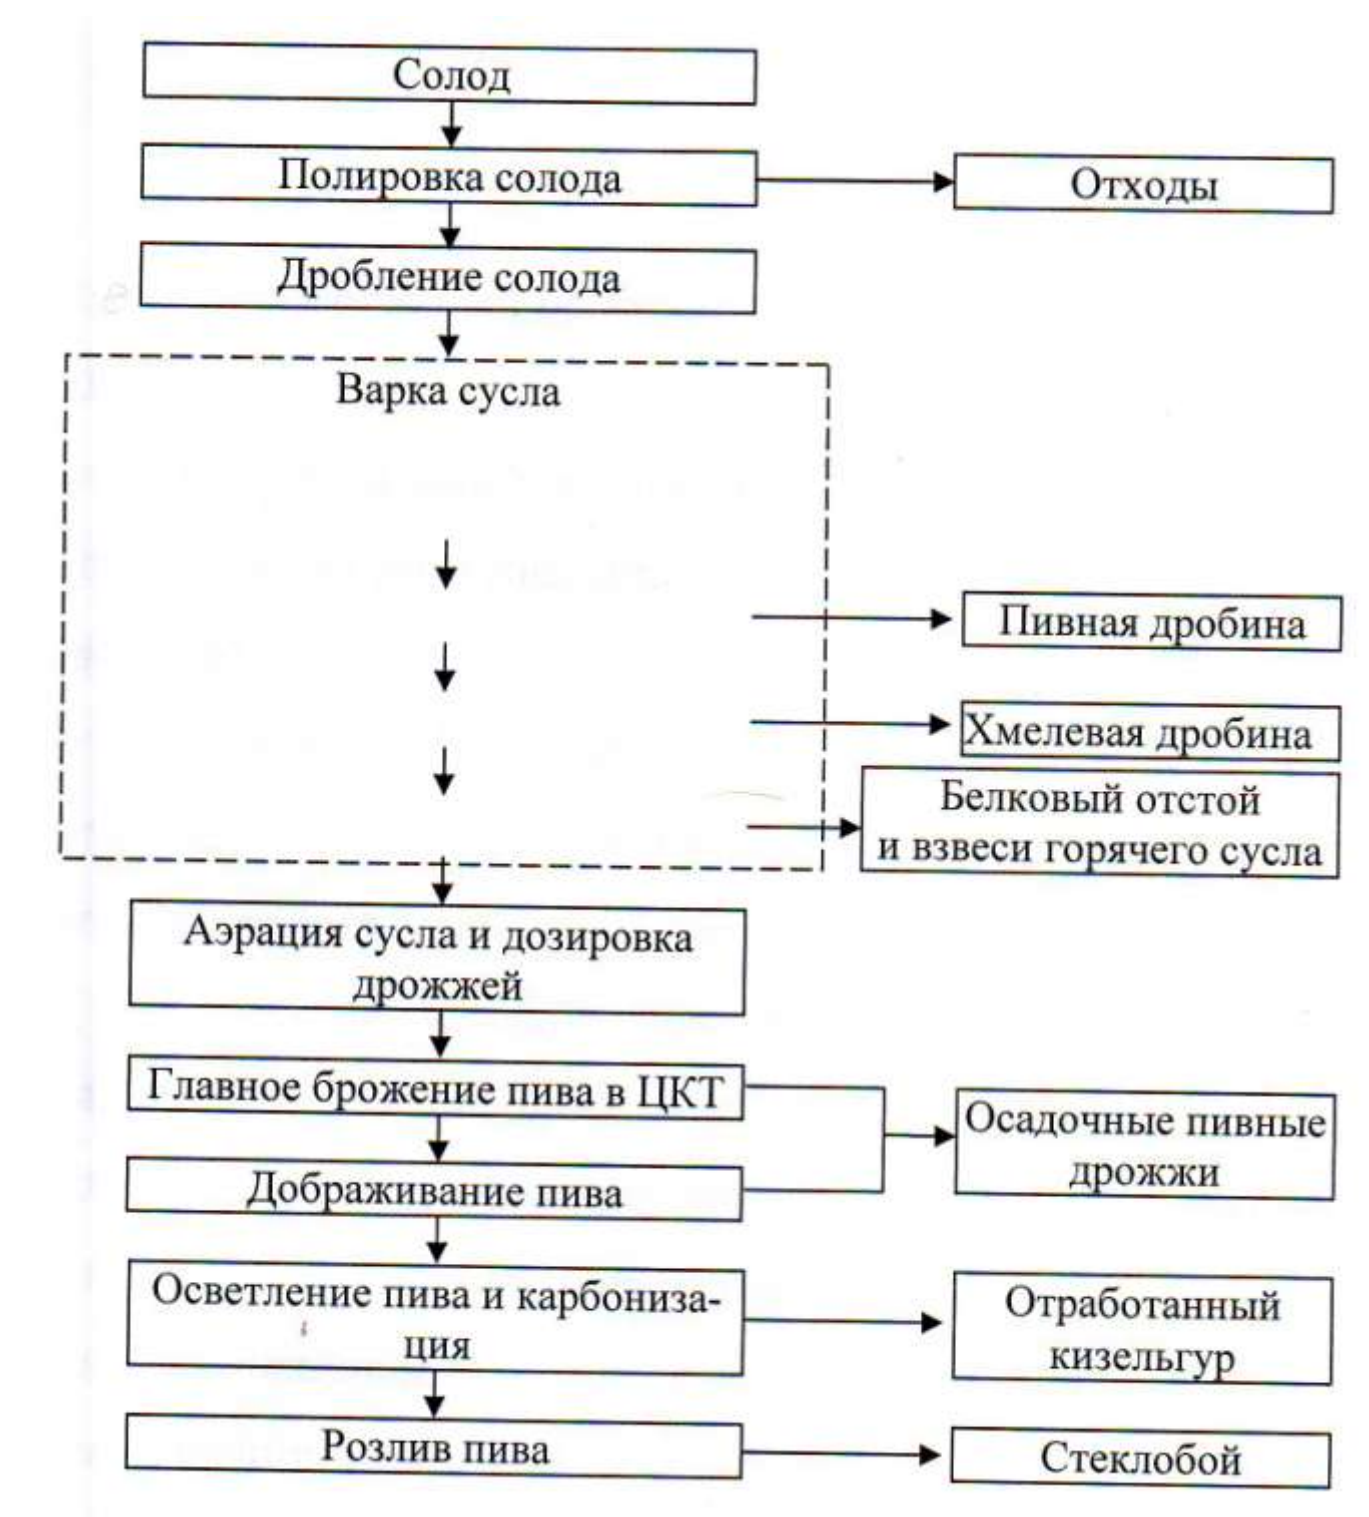 Солод
Полировка солода
Отходы
Дробление солода
Варка сусла
Пивная дробина
Хмелевая дробина
Белковый отстой
и взвеси горячего сусла
Аэрация сусла и дозировка
дрожжей
Главное брожение пива в ЦКТ
Осадочные пивные
дрожжи
Дображивание пива
Осветление пива и карбониза-
ция
Отработанный
кизельгур
Розлив пива
Стеклобой